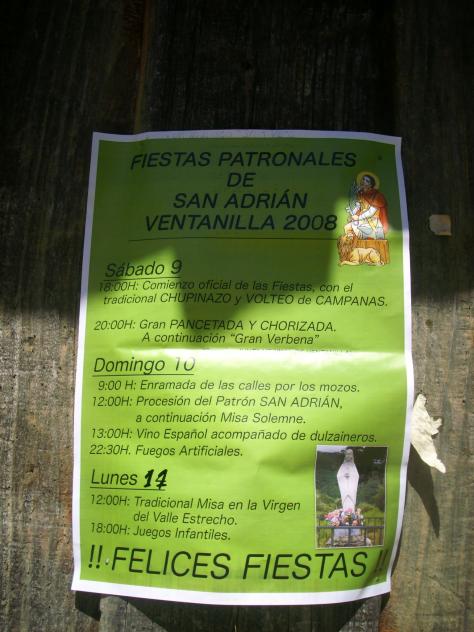 FIESTAS PATRONALES
DE
SAN ADRIÁN
VENTANILLA 2008
Sábado 9
18:00H: Comienzo oficial de las Fiestas, con el
tradicional CHUPINAZO y VOLTEO de CAMPANAS.
20:00H: Gran PANCETADA Y CHORIZADA.
A continuación "Gran Verbena"
Domingo 10
9:00 H: Enramada de las calles por los mozos.
12:00H: Procesión del Patrón SAN ADRIÁN,
a continuación Misa Solemne.
13:00H: Vino Español acompañado de dulzaineros.
22:30H: Fuegos Artificiales.
Lunes
12:00H: Tradicional Misa en la Virgen
del Valle Estrecho.
18:00H: Juegos Infantiles.
!! FELICES FIESTAS !!